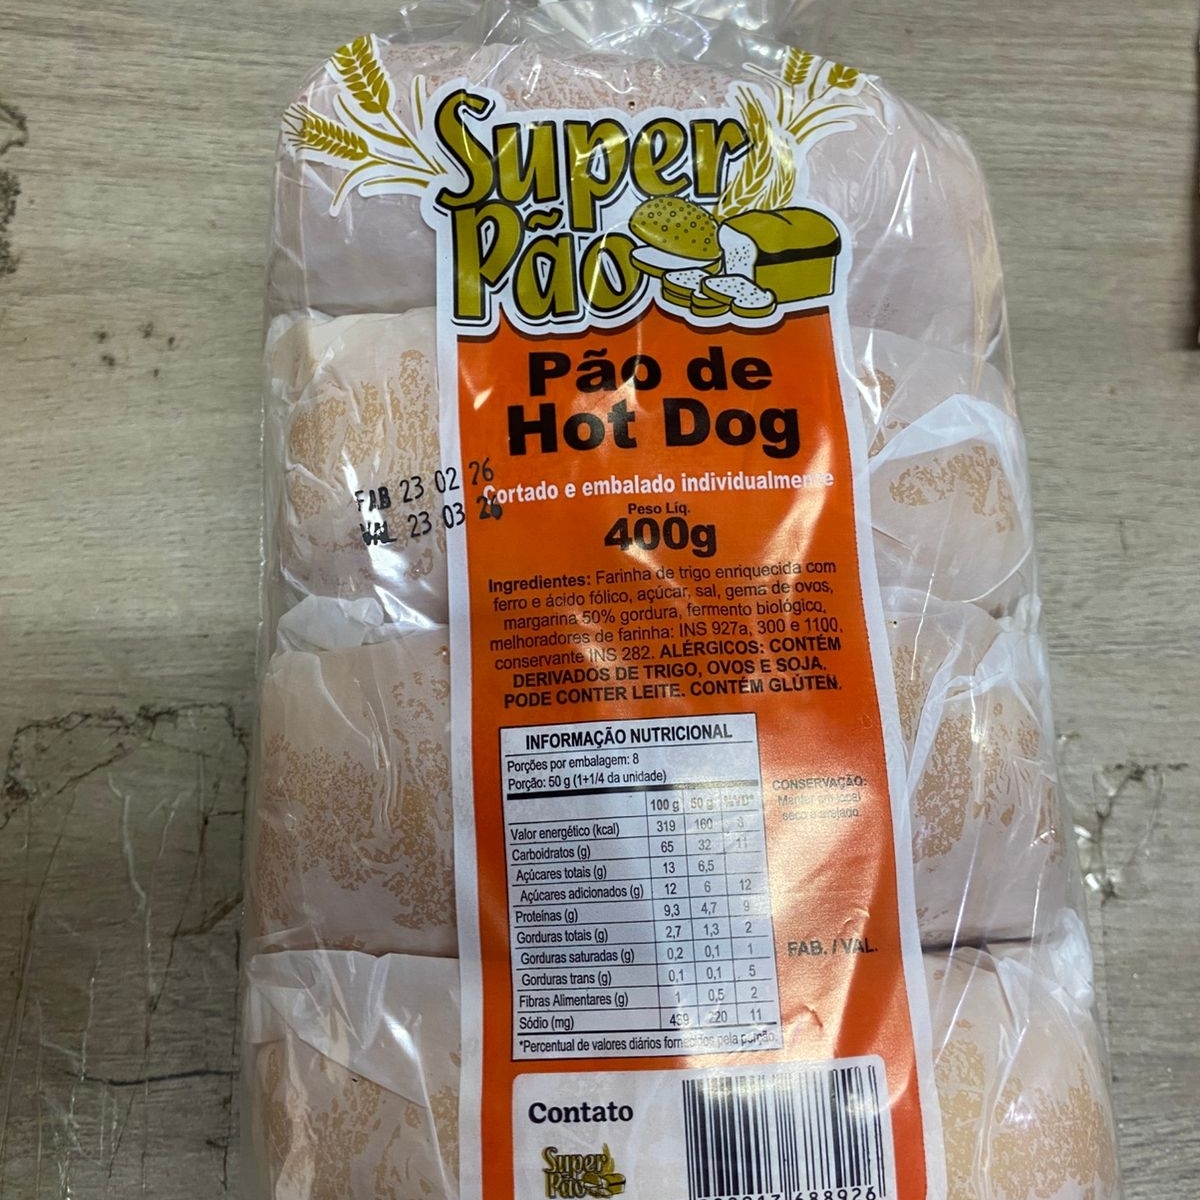 Super
Pão
Pão de
Hot Dog
FAB 23 02 26
VAL 23 03 26
Cortado e embalado individualmente
Peso Líq.
400g
Ingredientes: Farinha de trigo enriquecida com
ferro e ácido fólico, açúcar, sal, gema de ovos,
margarina 50% gordura, fermento biológico,
melhoradores de farinha: INS 927a, 300 e 1100,
conservante INS 282. ALÉRGICOS: CONTÉM
DERIVADOS DE TRIGO, OVOS E SOJA.
PODE CONTER LEITE. CONTÉM GLÚTEN.
INFORMAÇÃO NUTRICIONAL
Porções por embalagem: 8
Porção: 50 g (1+1/4 da unidade)
100 g 50 g %VD*
Valor energético (kcal) 319 160 8
Carboidratos (g) 65 32 11
Açúcares totais (g) 13 6,5
Açúcares adicionados (g) 12 6 12
Proteínas (g) 9,3 4,7 9
Gorduras totais (g) 2,7 1,3 2
Gorduras saturadas (g) 0,2 0,1 1
Gorduras trans (g) 0,1 0,1 5
Fibras Alimentares (g) 1 0,5 2
Sódio (mg) 439 220 11
*Percentual de valores diários fornecidos pela porção.
CONSERVAÇÃO:
Manter em local
seco e arejado
FAB. / VAL.
Contato
Super
Pão
688926